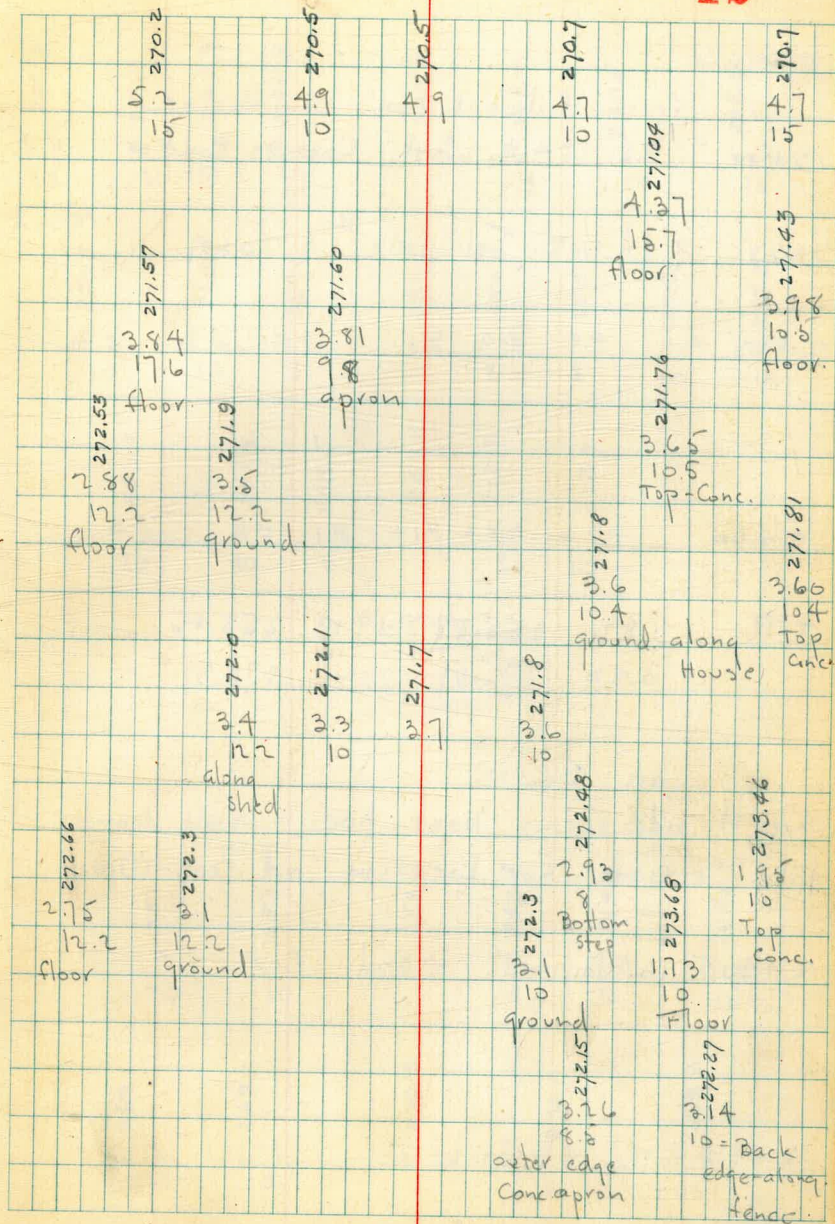 270.2
5.2
15
270.5
4.9
10
270.5
4.9
270.7
4.7
10
270.7
4.7
15
271.04
4.37
15.7
floor.
271.57
3.84
17.6
floor.
271.60
3.81
apron
271.43
3.98
10.5
floor.
272.53
2.88
12.2
floor
271.9
3.5
12.2
ground.
271.76
3.65
10.5
Top-Conc.
271.8
3.6
10.4
ground along
House
271.81
3.60
10.4
Top
Conc.
272.0
3.4
12.2
along
shed.
272.1
3.3
10
271.7
3.7
271.8
3.6
10
272.66
2.75
12.2
floor
272.3
3.1
12.2
ground
272.3
3.1
10
ground.
272.48
2.93
8
Bottom
step
273.68
1.73
10
Floor
273.46
1.95
10
Top
Conc.
272.15
3.26
outer edge
Conc. apron
272.27
3.14
10 = Back
edge-along.
fence.